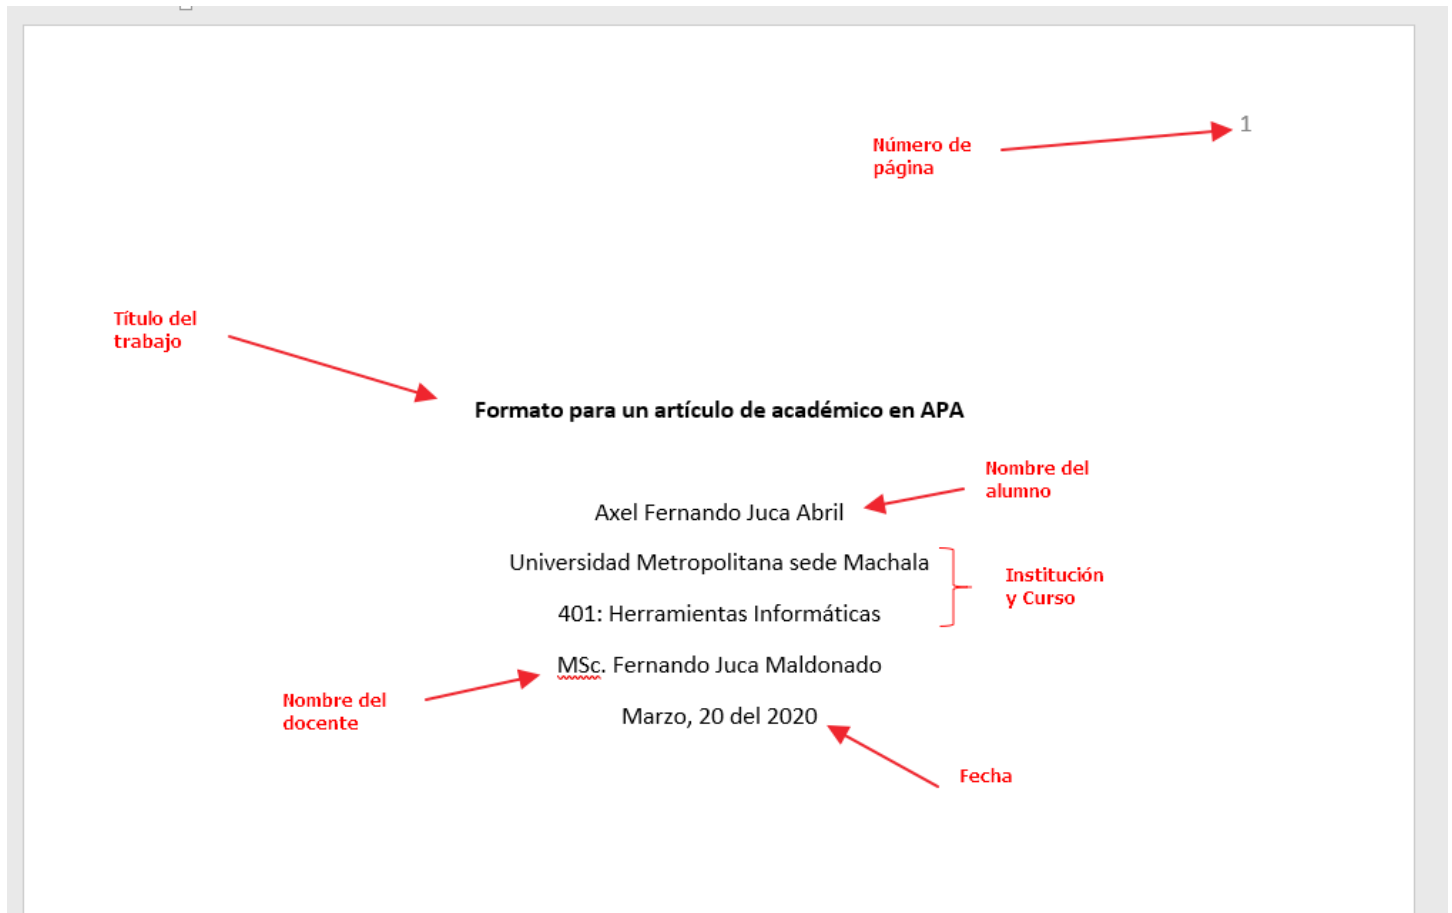 1
Número de
página
Título del
trabajo
Formato para un artículo de académico en APA
Nombre del
alumno
Axel Fernando Juca Abril
Universidad Metropolitana sede Machala
Institución
y Curso
401: Herramientas Informáticas
MSc. Fernando Juca Maldonado
Nombre del
docente
Marzo, 20 del 2020
Fecha